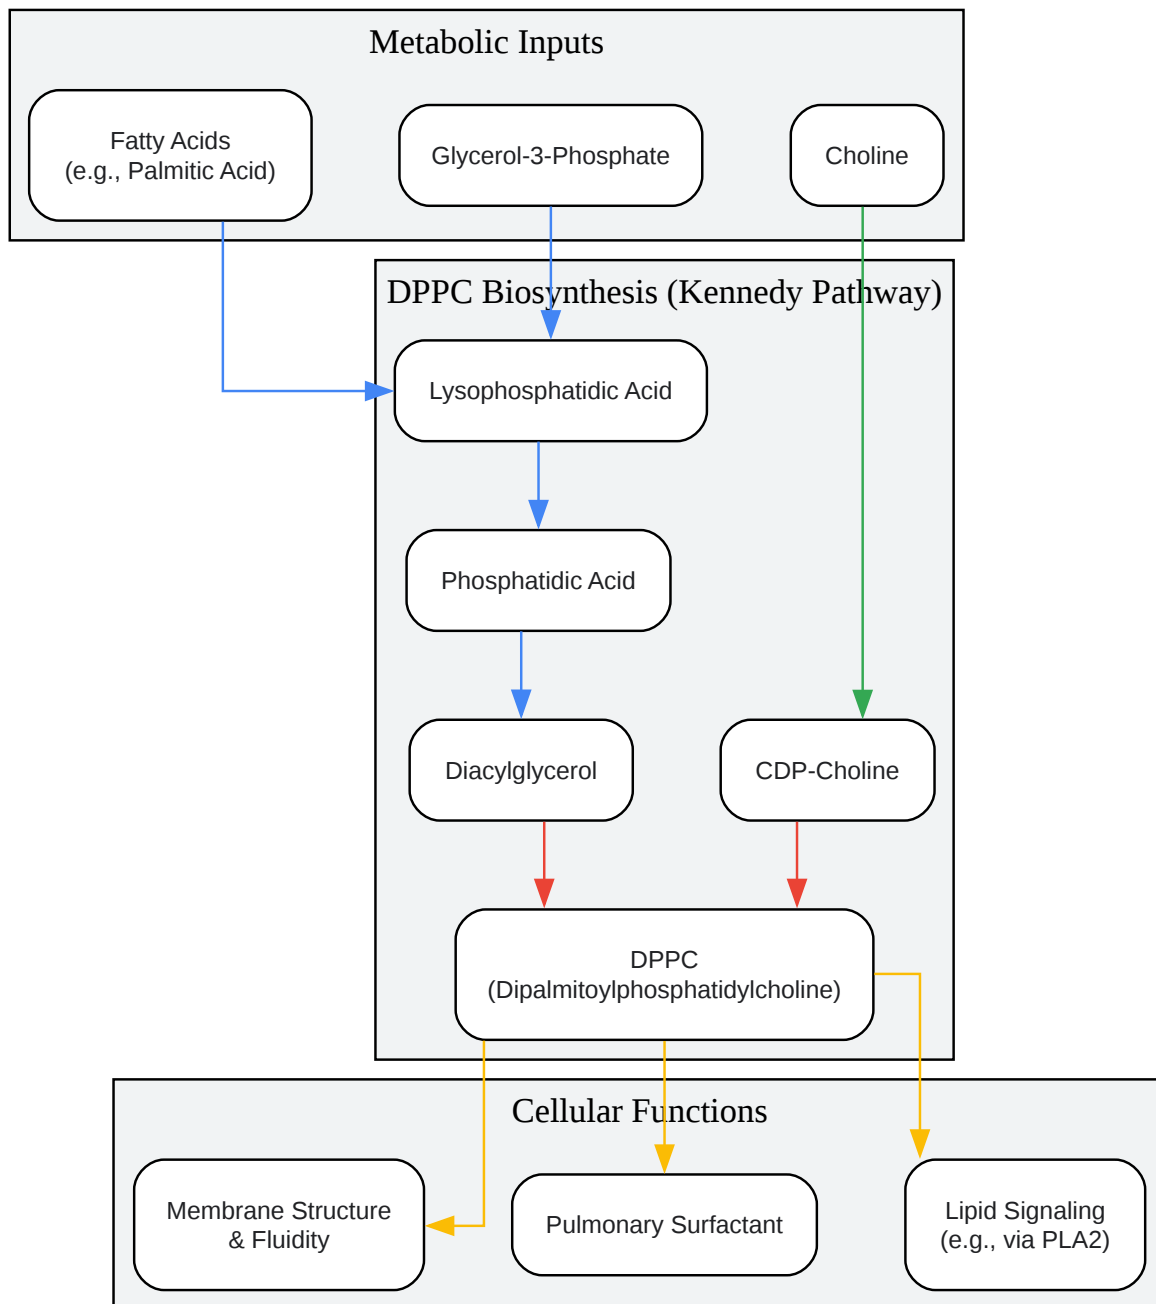 Metabolic Inputs
Fatty Acids
(e.g., Palmitic Acid)
Glycerol-3-Phosphate
Choline
DPPC Biosynthesis (Kennedy Pathway)
Lysophosphatidic Acid
Phosphatidic Acid
Diacylglycerol
CDP-Choline
DPPC
(Dipalmitoylphosphatidylcholine)
Cellular Functions
Membrane Structure
& Fluidity
Pulmonary Surfactant
Lipid Signaling
(e.g., via PLA2)